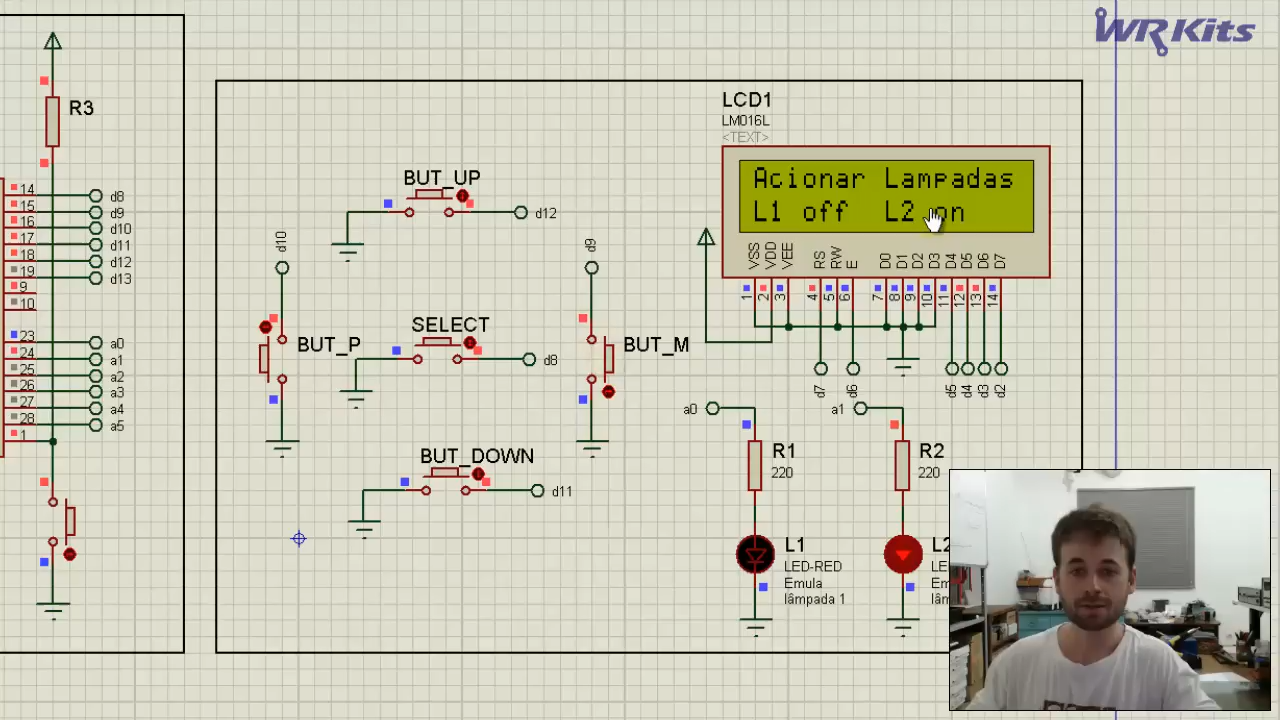 WR Kits
R3
14
15
16
17
18
19
9
10
d8
d9
d10
d11
d12
d13
23
24
25
26
27
28
1
a0
a1
a2
a3
a4
a5
BUT_UP
d12
d10
d9
BUT_P
SELECT
d8
BUT_M
BUT_DOWN
d11
LCD1
LM016L
<TEXT>
Acionar Lampadas
L1 off L2 on
VSS
VDD
VEE
RS
RW
E
D0
D1
D2
D3
D4
D5
D6
D7
1
2
3
4
5
6
7
8
9
10
11
12
13
14
d7
d6
d5
d4
d3
d2
a0
a1
R1
220
R2
220
L1
LED-RED
Emula
lâmpada 1
L2